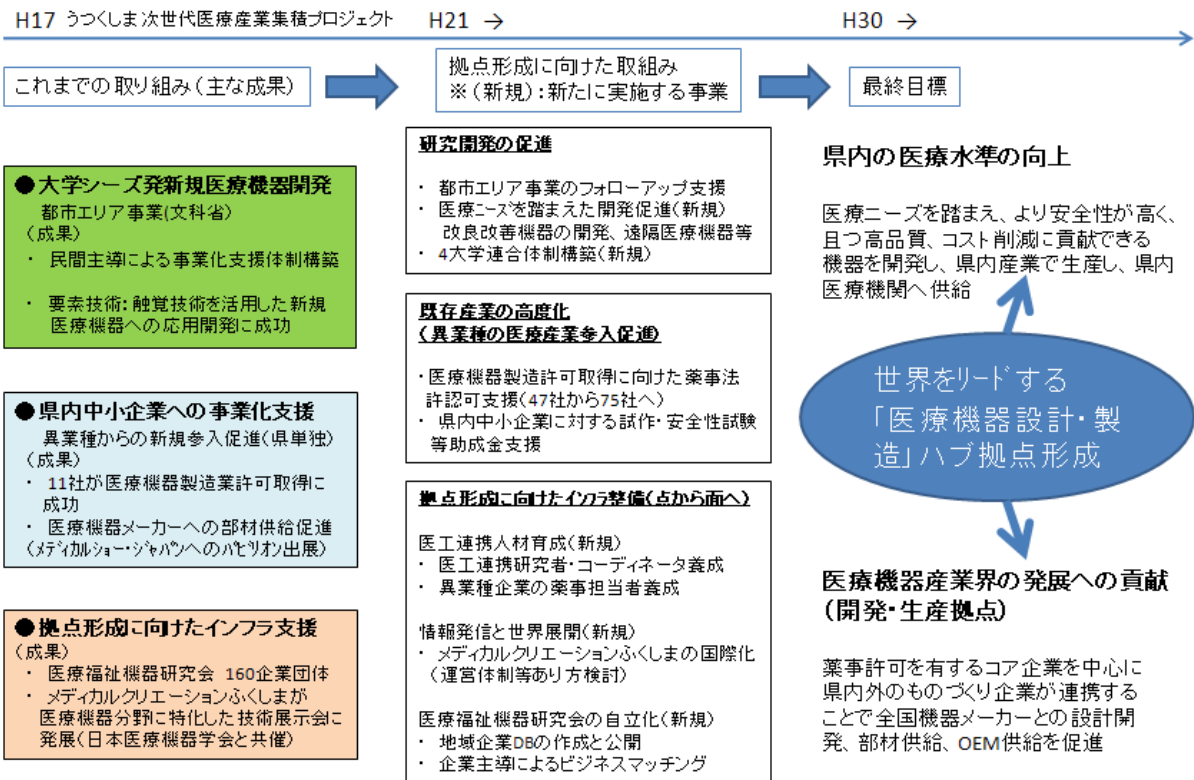 H17 うつくしま次世代医療産業集積プロジェクト
H21 →
H30 →
これまでの取り組み(主な成果)
拠点形成に向けた取組み
※(新規):新たに実施する事業
最終目標
●大学シーズ発新規医療機器開発
都市エリア事業(文科省)
(成果)
・ 民間主導による事業化支援体制構築
・ 要素技術:触覚技術を活用した新規
医療機器への応用開発に成功
●県内中小企業への事業化支援
異業種からの新規参入促進(県単独)
(成果)
・ 11社が医療機器製造業許可取得に
成功
・ 医療機器メーカーへの部材供給促進
(メディカルショー・ジャパンへのパビリオン出展)
●拠点形成に向けたインフラ支援
(成果)
・ 医療福祉機器研究会 160企業団体
・ メディカルクリエーションふくしまが
医療機器分野に特化した技術展示会に
発展(日本医療機器学会と共催)
研究開発の促進
・ 都市エリア事業のフォローアップ支援
・ 医療ニーズを踏まえた開発促進(新規)
改良改善機器の開発、遠隔医療機器等
・ 4大学連合体制構築(新規)
既存産業の高度化
(異業種の医療産業参入促進)
・医療機器製造許可取得に向けた薬事法
許認可支援(47社から75社へ)
・ 県内中小企業に対する試作・安全性試験
等助成金支援
拠点形成に向けたインフラ整備(点から面へ)
医工連携人材育成(新規)
・ 医工連携研究者・コーディネータ養成
・ 異業種企業の薬事担当者養成
情報発信と世界展開(新規)
・ メディカルクリエーションふくしまの国際化
(運営体制等あり方検討)
医療福祉機器研究会の自立化(新規)
・ 地域企業DBの作成と公開
・ 企業主導によるビジネスマッチング
県内の医療水準の向上
医療ニーズを踏まえ、より安全性が高く、
且つ高品質、コスト削減に貢献できる
機器を開発し、県内産業で生産し、県内
医療機関へ供給
世界をリードする
「医療機器設計・製
造」ハブ拠点形成
医療機器産業界の発展への貢献
(開発・生産拠点)
薬事許可を有するコア企業を中心に
県内外のものづくり企業が連携する
ことで全国機器メーカーとの設計開
発、部材供給、OEM供給を促進